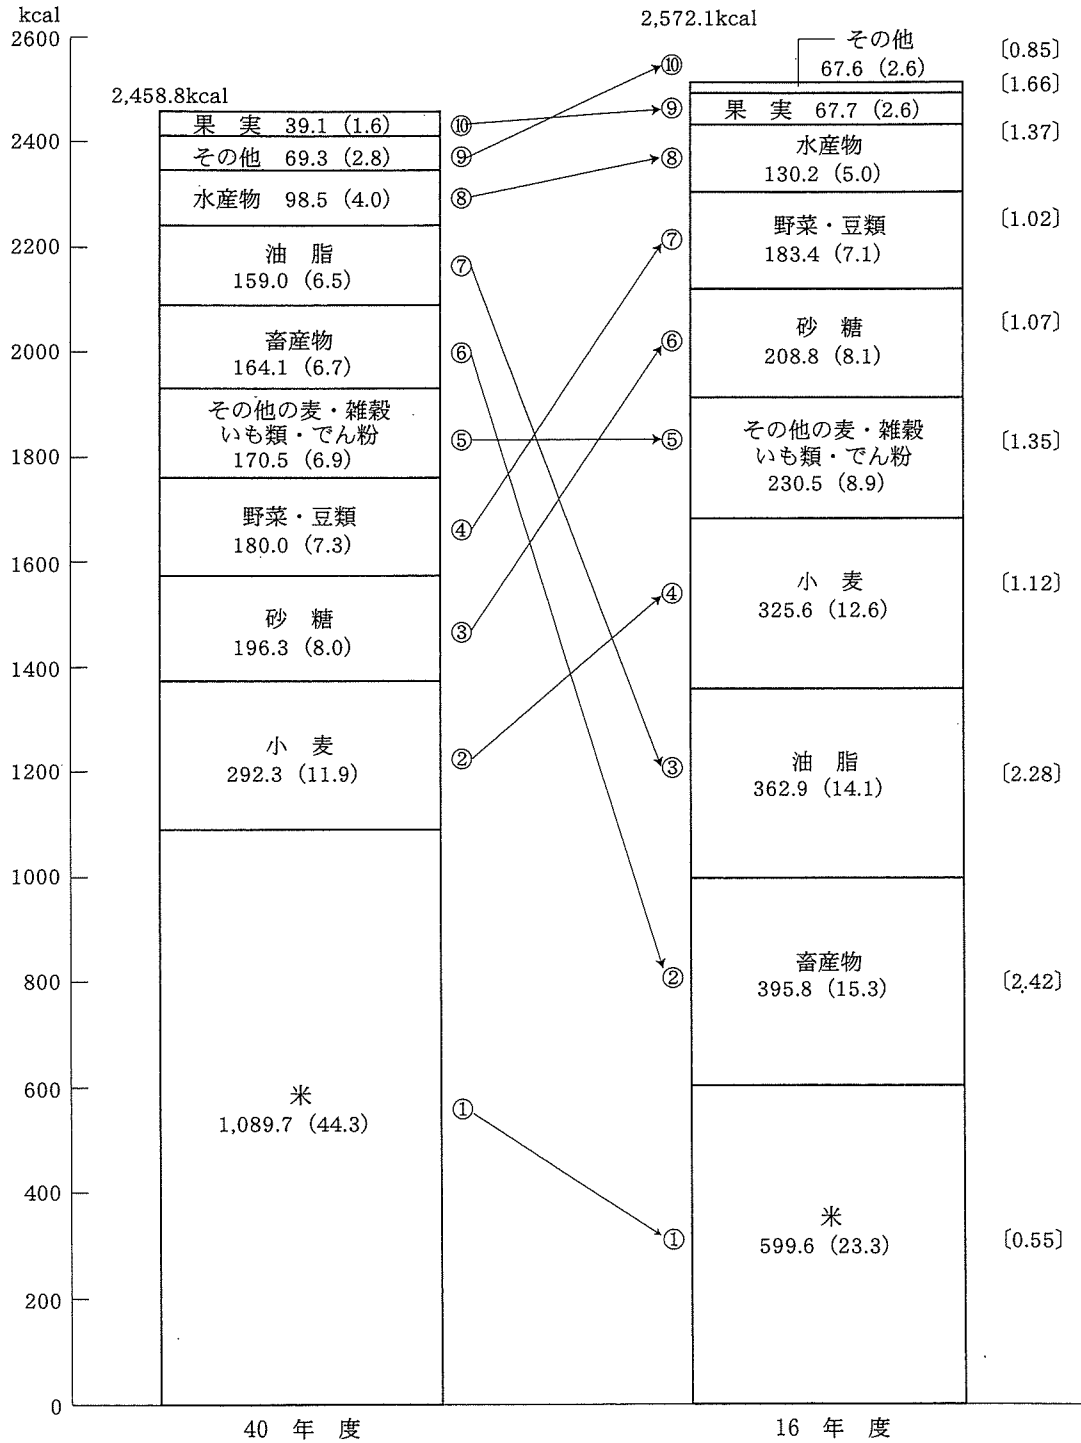 kcal
2600
2400
2200
2000
1800
1600
1400
1200
1000
800
600
400
200
0
2,458.8kcal
果 実 39.1 (1.6)
その他 69.3 (2.8)
水産物 98.5 (4.0)
油 脂
159.0 (6.5)
畜産物
164.1 (6.7)
その他の麦・雑穀
いも類・でん粉
170.5 (6.9)
野菜・豆類
180.0 (7.3)
砂 糖
196.3 (8.0)
小 麦
292.3 (11.9)
米
1,089.7 (44.3)
40 年 度
⑩
⑨
⑧
⑦
⑥
⑤
④
③
②
①
⑩
⑨
⑧
⑦
⑥
⑤
④
③
②
①
2,572.1kcal
その他
67.6 (2.6)
果 実 67.7 (2.6)
水産物
130.2 (5.0)
野菜・豆類
183.4 (7.1)
砂 糖
208.8 (8.1)
その他の麦・雑穀
いも類・でん粉
230.5 (8.9)
小 麦
325.6 (12.6)
油 脂
362.9 (14.1)
畜産物
395.8 (15.3)
米
599.6 (23.3)
16 年 度
〔0.85〕
〔1.66〕
〔1.37〕
〔1.02〕
〔1.07〕
〔1.35〕
〔1.12〕
〔2.28〕
〔2.42〕
〔0.55〕